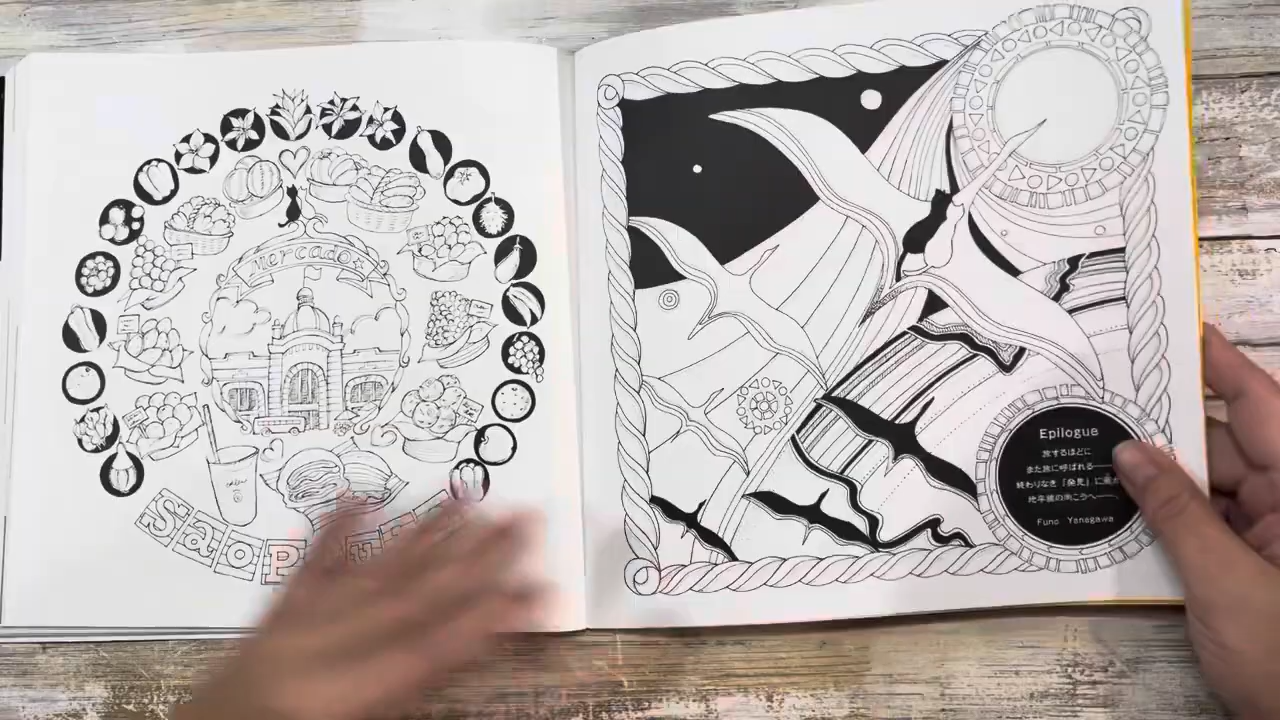 Mercado
Epilogue
旅するほどに
また旅に呼ばれる——
終わりなき「発見」に
地平線の向こうへ——
Funo Yanagawa